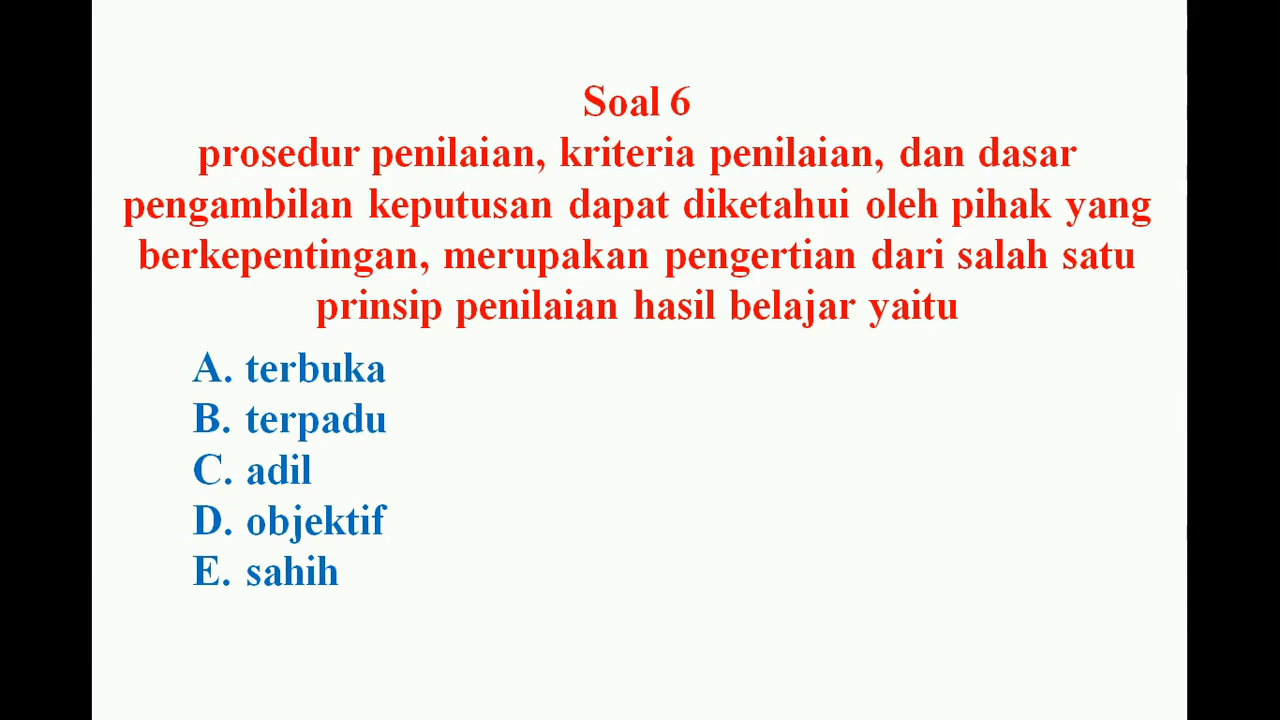 Soal 6
prosedur penilaian, kriteria penilaian, dan dasar
pengambilan keputusan dapat diketahui oleh pihak yang
berkepentingan, merupakan pengertian dari salah satu
prinsip penilaian hasil belajar yaitu
A. terbuka
B. terpadu
C. adil
D. objektif
E. sahih